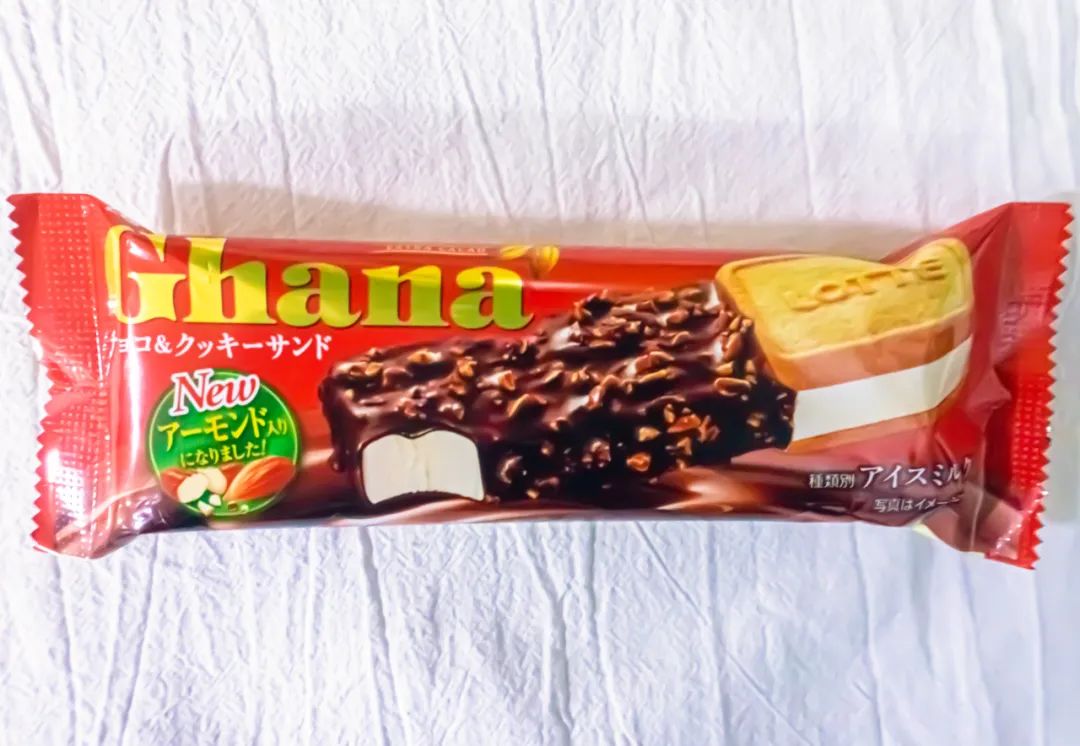 EXTRA CACAO
Ghana
チョコ&クッキーサンド
New
アーモンド入り
になりました!
LOTTE
種類別 アイスミルク
写真はイメージ